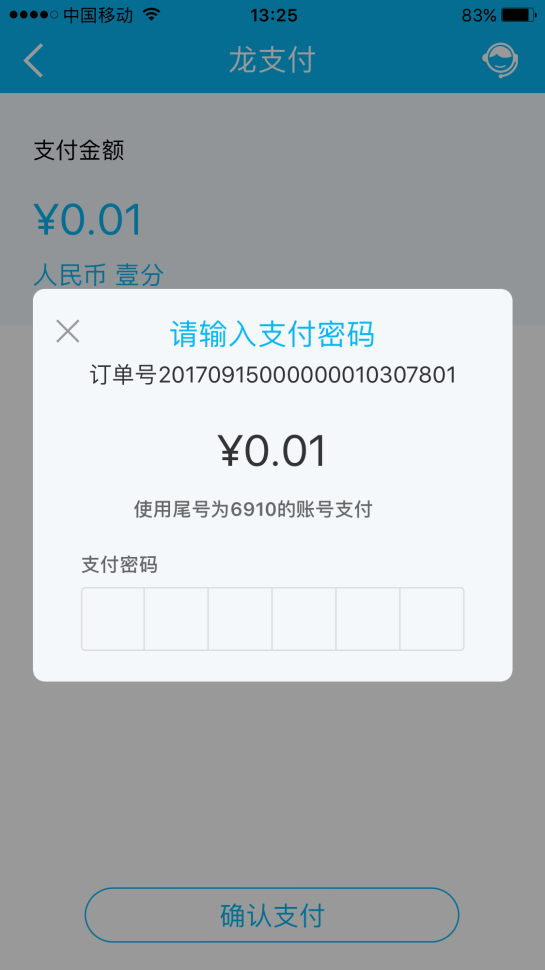 中国移动 13:25 83%
龙支付
支付金额
¥0.01
人民币 壹分
请输入支付密码
订单号20170915000000010307801
¥0.01
使用尾号为6910的账号支付
支付密码
确认支付